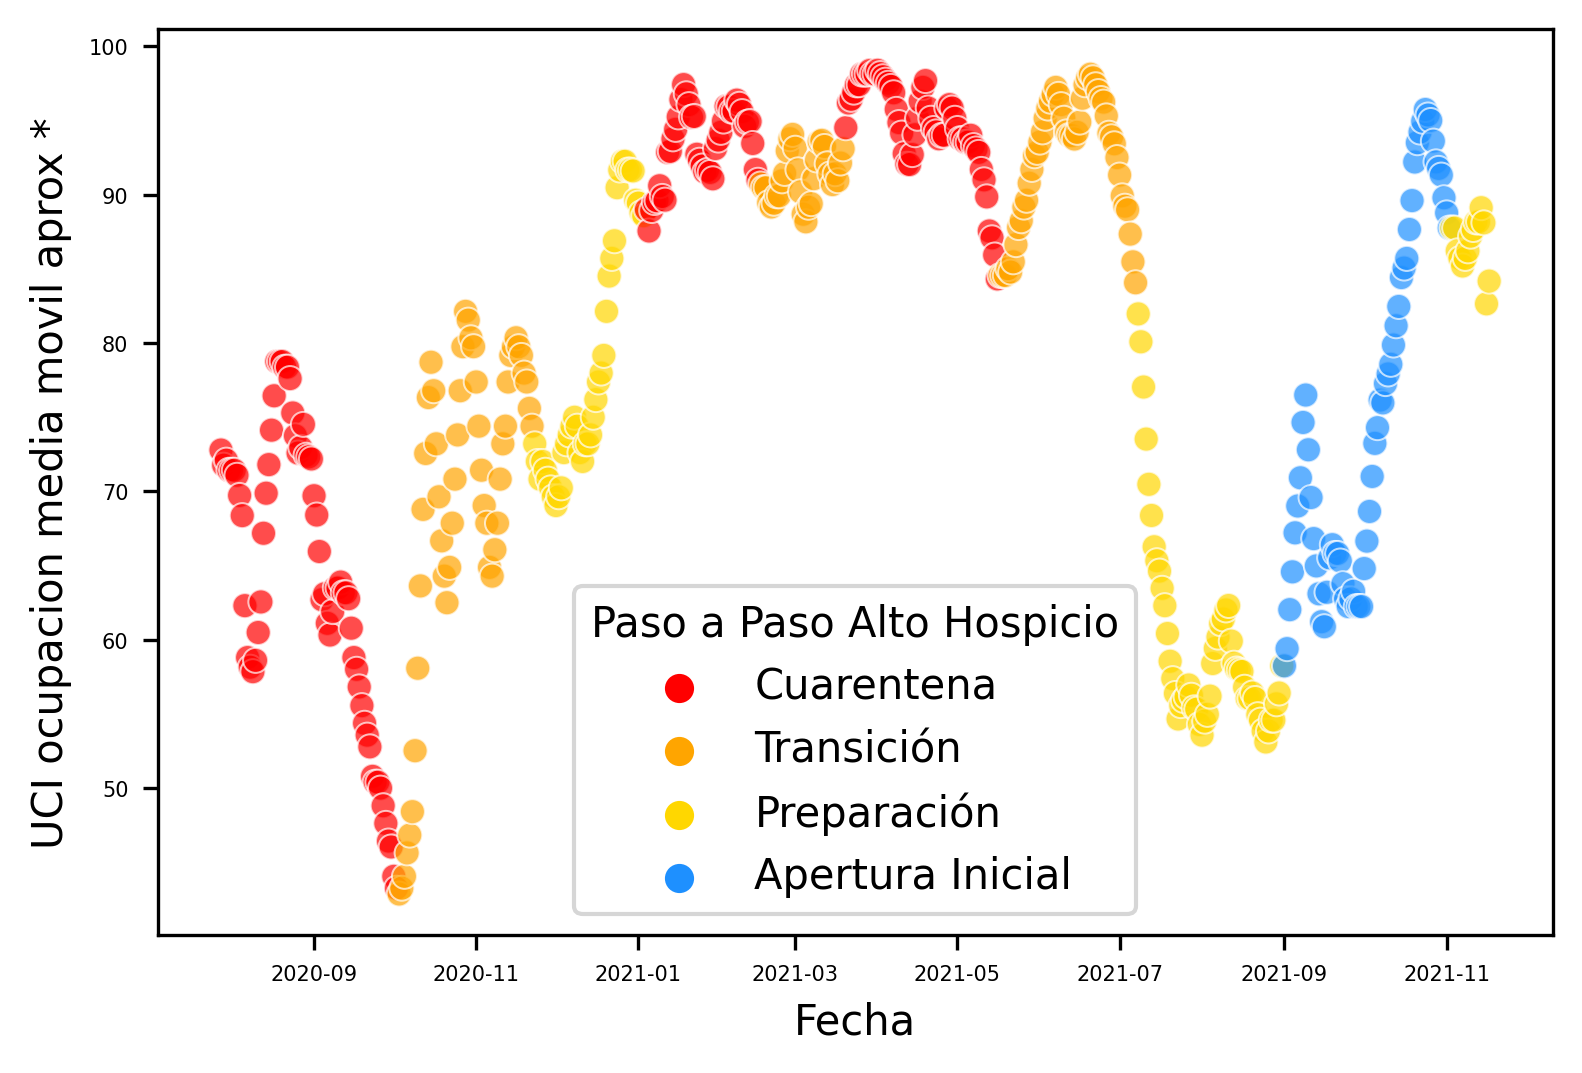 UCI ocupacion media movil aprox *
100
90
80
70
60
50
Paso a Paso Alto Hospicio
Cuarentena
Transición
Preparación
Apertura Inicial
2020-09 2020-11 2021-01 2021-03 2021-05 2021-07 2021-09 2021-11
Fecha